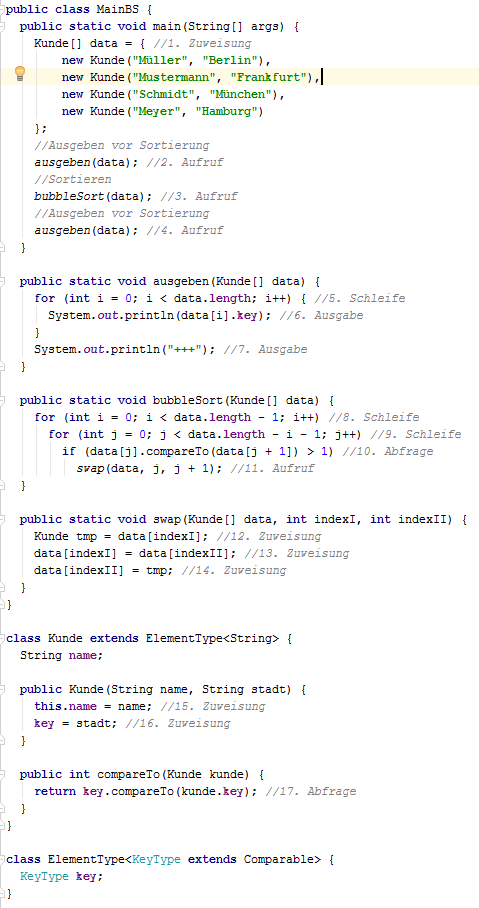 public class MainBS {
public static void main(String[] args) {
Kunde[] data = { //1. Zuweisung
new Kunde("Müller", "Berlin"),
new Kunde("Mustermann", "Frankfurt"),
new Kunde("Schmidt", "München"),
new Kunde("Meyer", "Hamburg")
};
//Ausgeben vor Sortierung
ausgeben(data); //2. Aufruf
//Sortieren
bubbleSort(data); //3. Aufruf
//Ausgeben vor Sortierung
ausgeben(data); //4. Aufruf
}
public static void ausgeben(Kunde[] data) {
for (int i = 0; i < data.length; i++) { //5. Schleife
System.out.println(data[i].key); //6. Ausgabe
}
System.out.println("+++"); //7. Ausgabe
}
public static void bubbleSort(Kunde[] data) {
for (int i = 0; i < data.length - 1; i++) //8. Schleife
for (int j = 0; j < data.length - i - 1; j++) //9. Schleife
if (data[j].compareTo(data[j + 1]) > 1) //10. Abfrage
swap(data, j, j + 1); //11. Aufruf
}
public static void swap(Kunde[] data, int indexI, int indexII) {
Kunde tmp = data[indexI]; //12. Zuweisung
data[indexI] = data[indexII]; //13. Zuweisung
data[indexII] = tmp; //14. Zuweisung
}
}
class Kunde extends ElementType<String> {
String name;
public Kunde(String name, String stadt) {
this.name = name; //15. Zuweisung
key = stadt; //16. Zuweisung
}
public int compareTo(Kunde kunde) {
return key.compareTo(kunde.key); //17. Abfrage
}
}
class ElementType<KeyType extends Comparable> {
KeyType key;
}